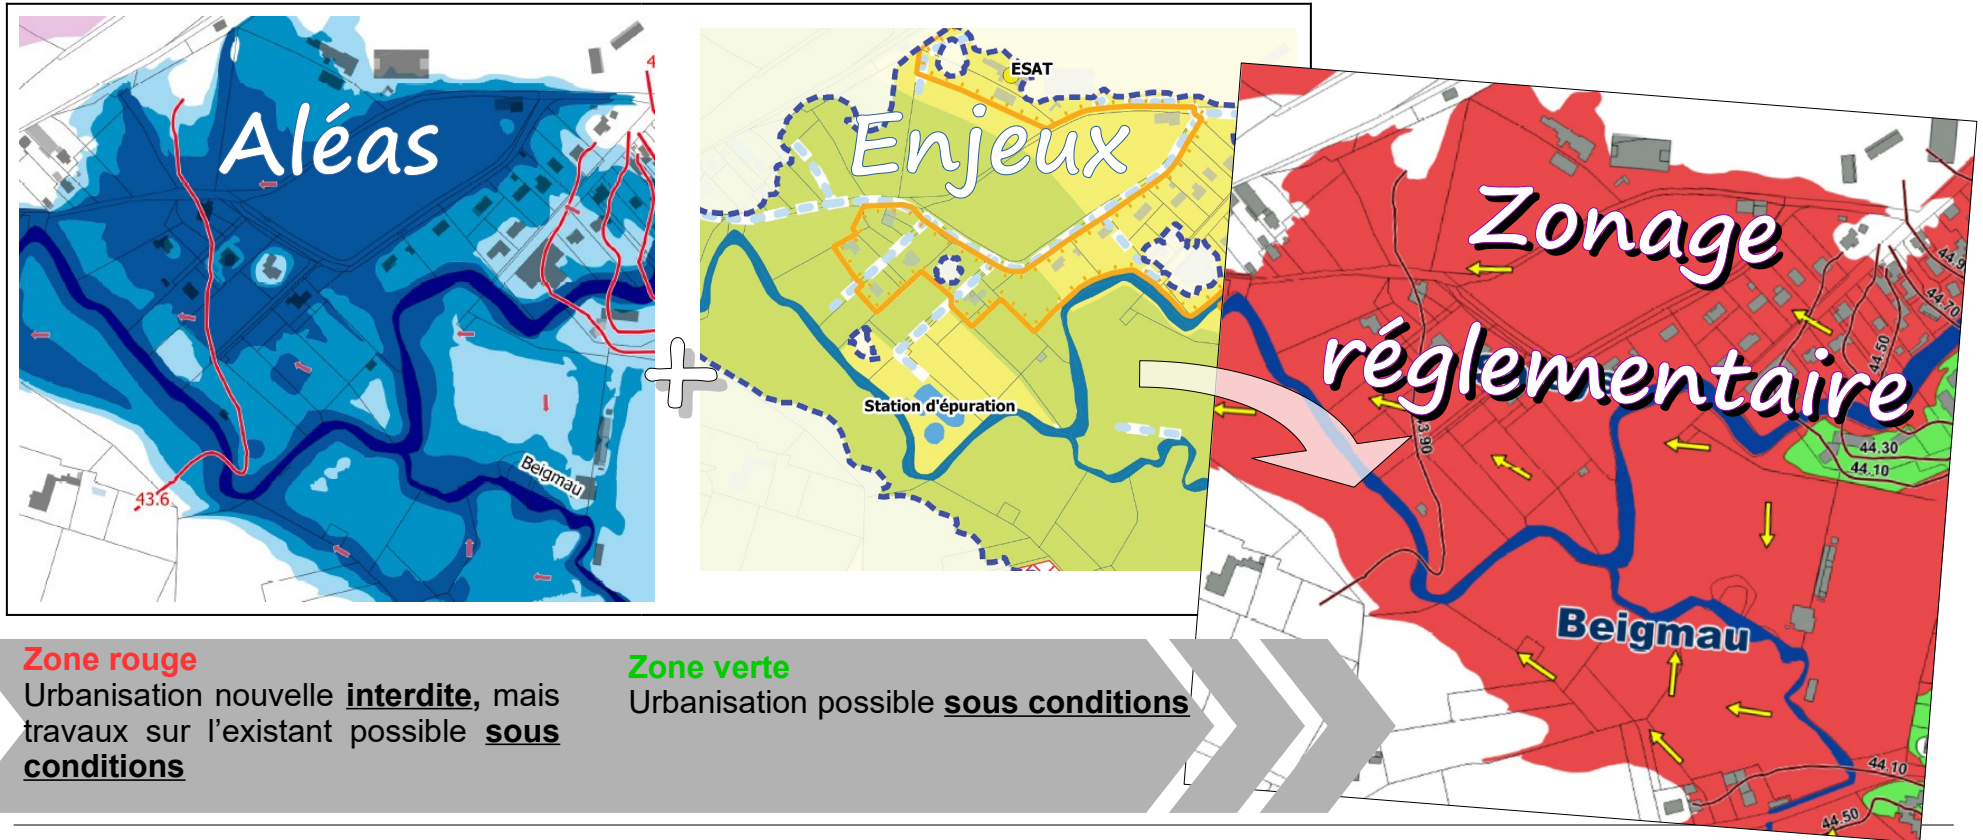 Aléas
4
43.6
Beigmau
+
ESAT
Enjeux
Station d'épuration
Zonage
réglementaire
44.70
44.50
44.30
44.10
Beigmau
44.10
44.50
Zone rouge
Urbanisation nouvelle interdite, mais
travaux sur l’existant possible sous
conditions
Zone verte
Urbanisation possible sous conditions